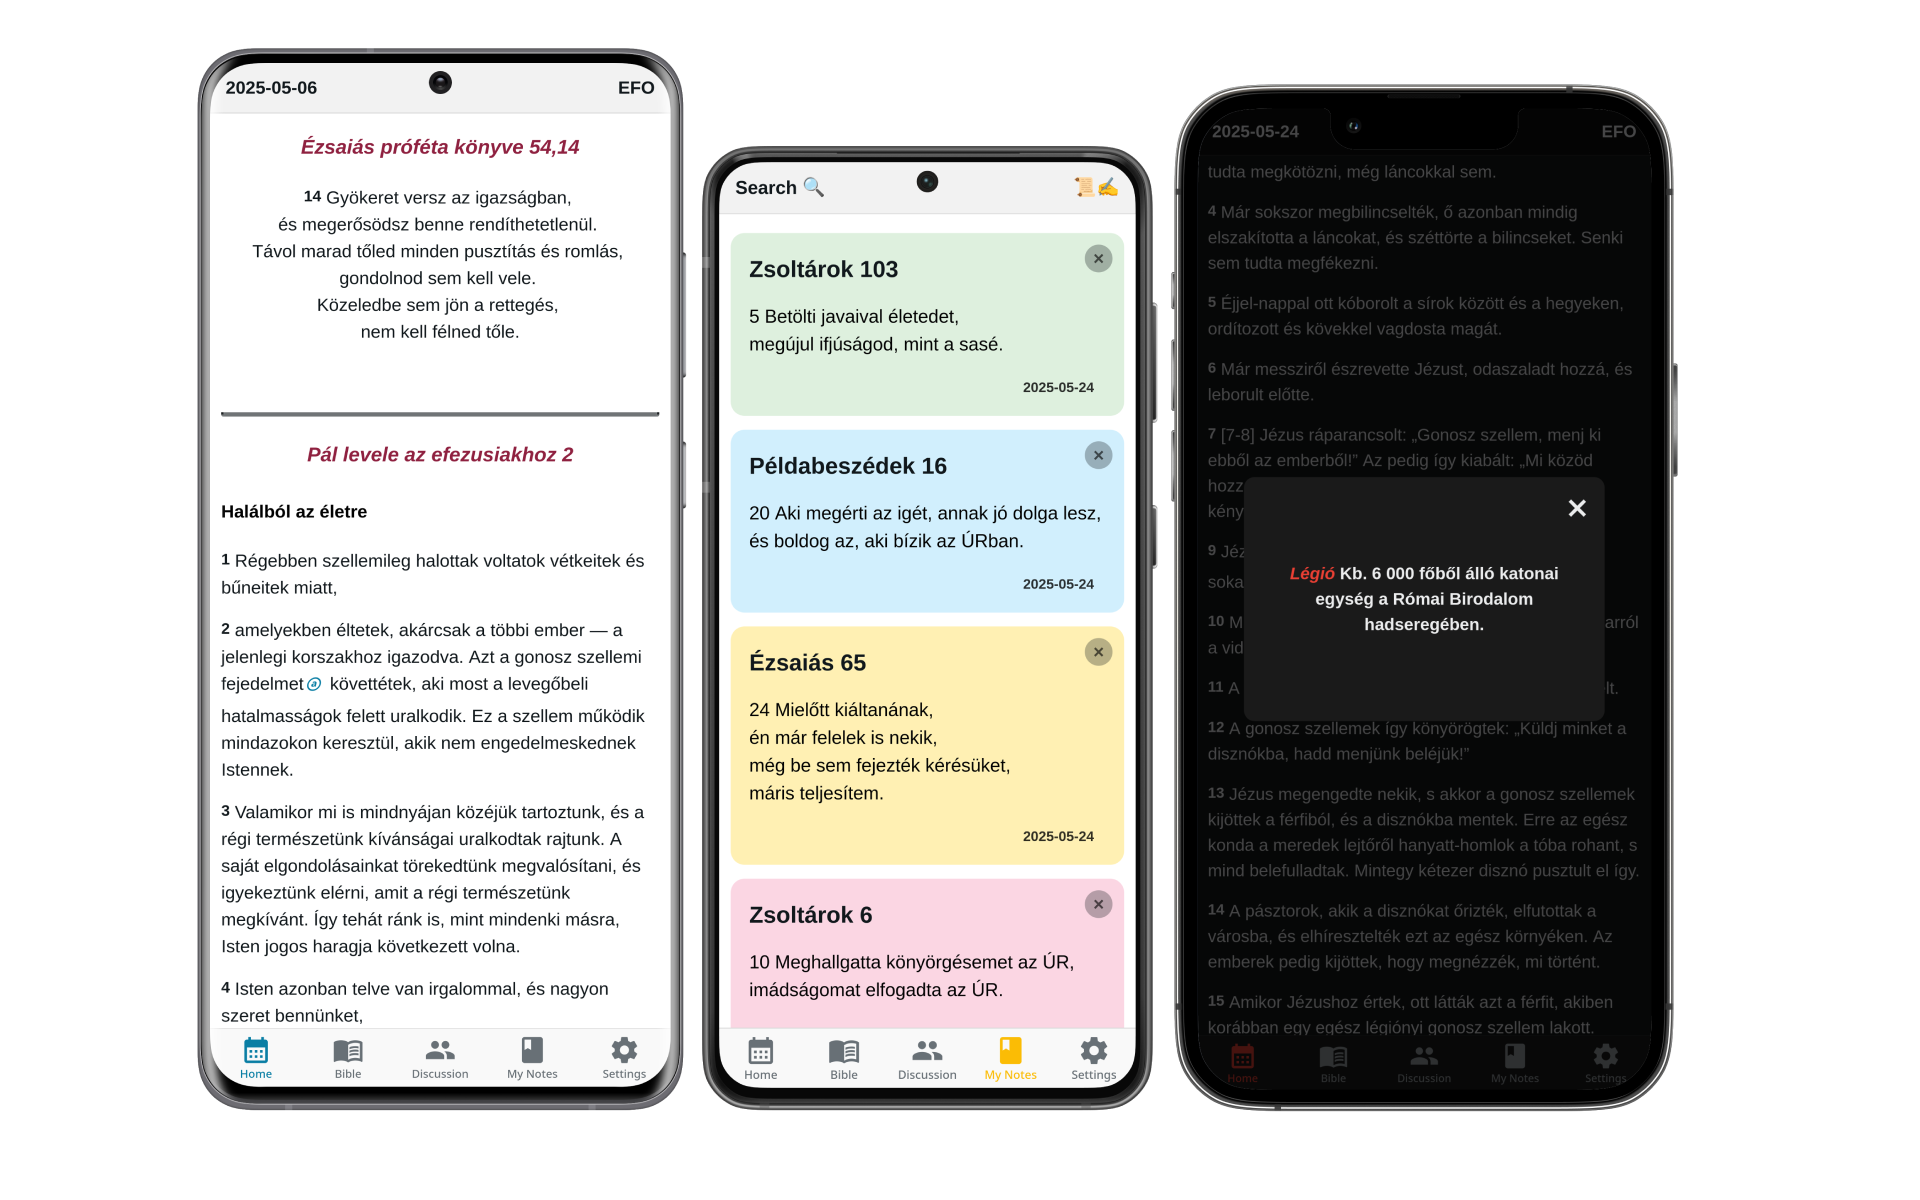 2025-05-06 EFO
Ézsaiás próféta könyve 54,14
14 Gyökeret versz az igazságban,
és megerősödsz benne rendíthetetlenül.
Távol marad tőled minden pusztítás és romlás,
gondolnod sem kell vele.
Közeledbe sem jön a rettegés,
nem kell félned tőle.
Pál levele az efezusiakhoz 2
Halálból az életre
1 Régebben szellemileg halottak voltatok vétkeitek és
bűneitek miatt,
2 amelyekben éltetek, akárcsak a többi ember — a
jelenlegi korszakhoz igazodva. Azt a gonosz szellemi
fejedelmet ⓐ követtétek, aki most a levegőbeli
hatalmasságok felett uralkodik. Ez a szellem működik
mindazokon keresztül, akik nem engedelmeskednek
Istennek.
3 Valamikor mi is mindnyájan közéjük tartoztunk, és a
régi természetünk kívánságai uralkodtak rajtunk. A
saját elgondolásainkat törekedtünk megvalósítani, és
igyekeztünk elérni, amit a régi természetünk
megkívánt. Így tehát ránk is, mint mindenki másra,
Isten jogos haragja következett volna.
4 Isten azonban telve van irgalommal, és nagyon
szeret bennünket,
Home Bible Discussion My Notes Settings
Search 🔍 📜✍️
Zsoltárok 103
5 Betölti javaival életedet,
megújul ifjúságod, mint a sasé.
2025-05-24
Példabeszédek 16
20 Aki megérti az igét, annak jó dolga lesz,
és boldog az, aki bízik az ÚRban.
2025-05-24
Ézsaiás 65
24 Mielőtt kiáltanának,
én már felelek is nekik,
még be sem fejezték kérésüket,
máris teljesítem.
2025-05-24
Zsoltárok 6
10 Meghallgatta könyörgésemet az ÚR,
imádságomat elfogadta az ÚR.
Home Bible Discussion My Notes Settings
2025-05-24 EFO
tudta megkötözni, még láncokkal sem.
4 Már sokszor megbilincselték, ő azonban mindig
elszakította a láncokat, és széttörte a bilincseket. Senki
sem tudta megfékezni.
5 Éjjel-nappal ott kóborolt a sírok között és a hegyeken,
ordítozott és kövekkel vagdosta magát.
6 Már messziről észrevette Jézust, odaszaladt hozzá, és
leborult előtte.
7 [7-8] Jézus ráparancsolt: „Gonosz szellem, menj ki
ebből az emberből!” Az pedig így kiabált: „Mi közöd
hozz
kény
9 Jéz
soka
10 M arról
a vid
11 A lt.
Légió Kb. 6 000 főből álló katonai
egység a Római Birodalom
hadseregében.
12 A gonosz szellemek így könyörögtek: „Küldj minket a
disznókba, hadd menjünk beléjük!”
13 Jézus megengedte nekik, s akkor a gonosz szellemek
kijöttek a férfiból, és a disznókba mentek. Erre az egész
konda a meredek lejtőről hanyatt-homlok a tóba rohant, s
mind belefulladtak. Mintegy kétezer disznó pusztult el így.
14 A pásztorok, akik a disznókat őrizték, elfutottak a
városba, és elhíresztelték ezt az egész környéken. Az
emberek pedig kijöttek, hogy megnézzék, mi történt.
15 Amikor Jézushoz értek, ott látták azt a férfit, akiben
korábban egy egész légiónyi gonosz szellem lakott.
Home Bible Discussion My Notes Settings